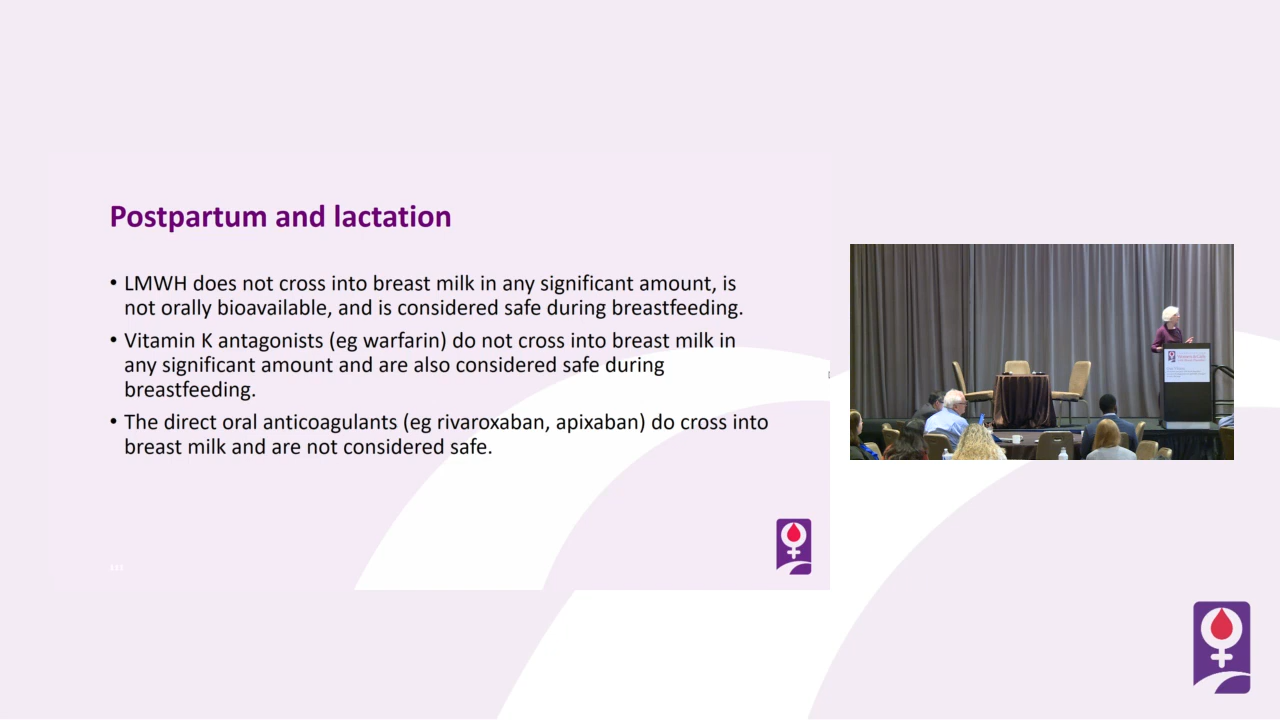 Postpartum and lactation
• LMWH does not cross into breast milk in any significant amount, is
not orally bioavailable, and is considered safe during breastfeeding.
• Vitamin K antagonists (eg warfarin) do not cross into breast milk in
any significant amount and are also considered safe during
breastfeeding.
• The direct oral anticoagulants (eg rivaroxaban, apixaban) do cross into
breast milk and are not considered safe.